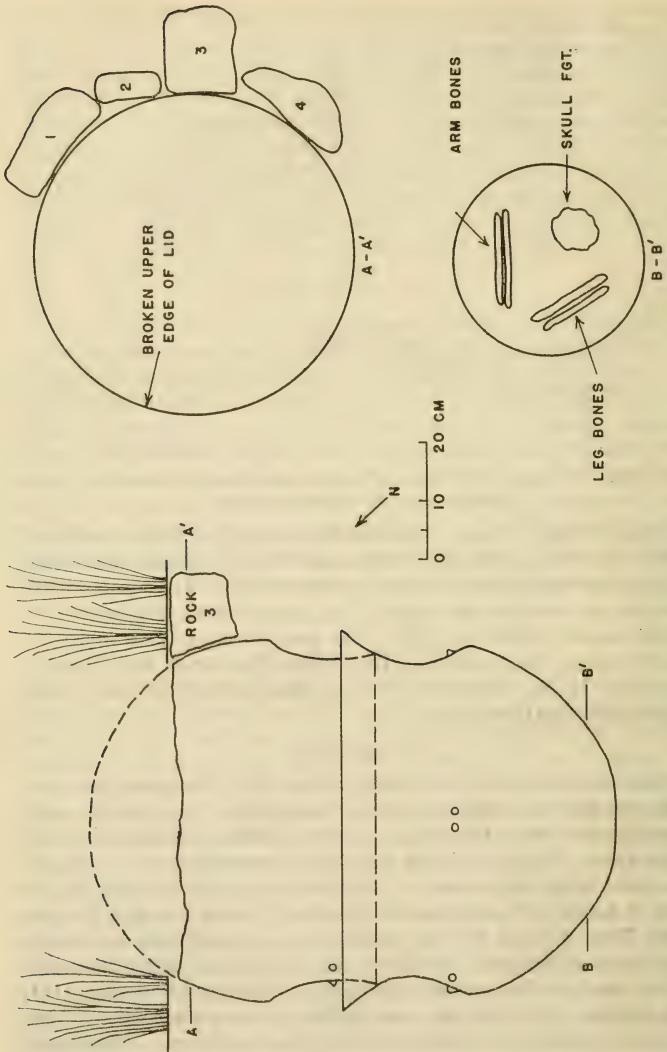 1
2
3
4
BROKEN UPPER
EDGE OF LID
A-A'
ARM BONES
SKULL FGT.
LEG BONES
B-B'
A'
ROCK
3
A
N
0 10 20 CM
B'
B